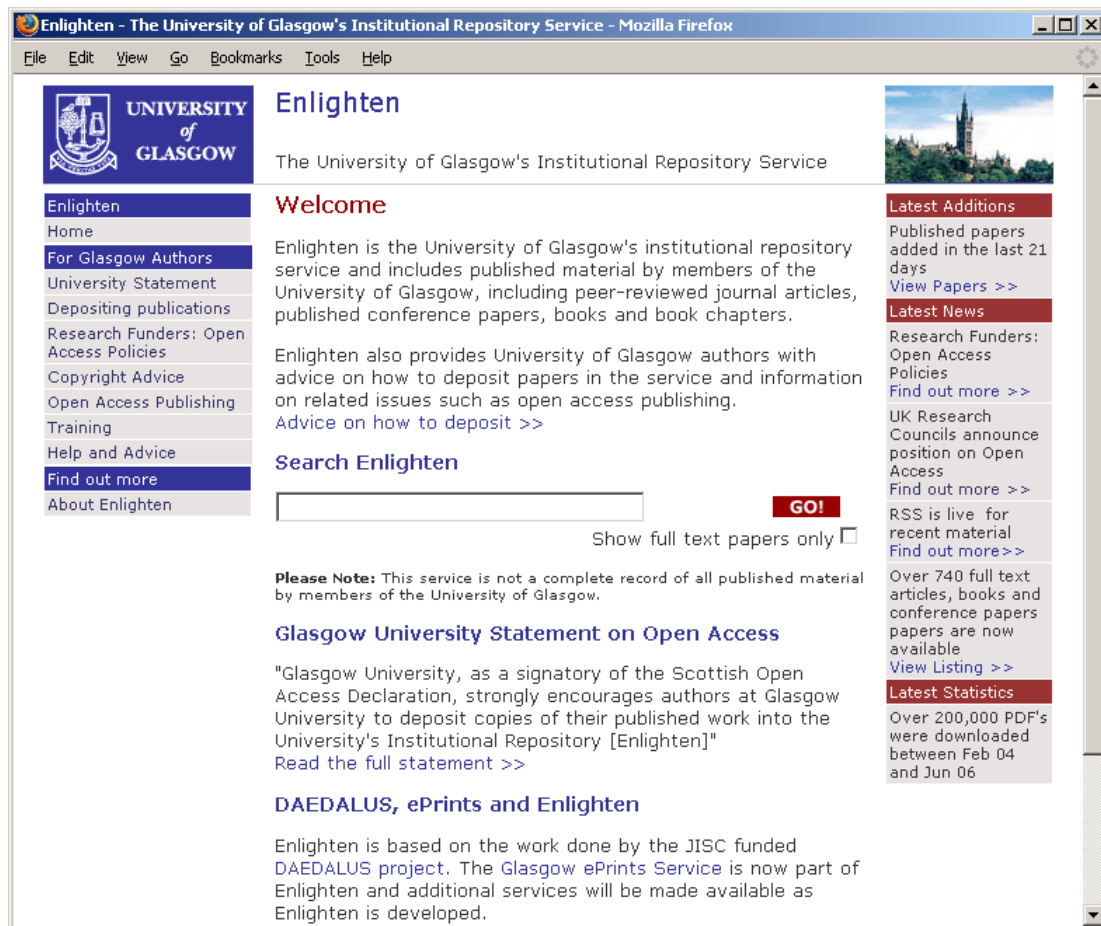 Enlighten - The University of Glasgow's Institutional Repository Service - Mozilla Firefox
File Edit View Go Bookmarks Tools Help
UNIVERSITY
of
GLASGOW
Enlighten
The University of Glasgow's Institutional Repository Service
Enlighten
Home
For Glasgow Authors
University Statement
Depositing publications
Research Funders: Open
Access Policies
Copyright Advice
Open Access Publishing
Training
Help and Advice
Find out more
About Enlighten
Welcome
Enlighten is the University of Glasgow's institutional repository
service and includes published material by members of the
University of Glasgow, including peer-reviewed journal articles,
published conference papers, books and book chapters.
Enlighten also provides University of Glasgow authors with
advice on how to deposit papers in the service and information
on related issues such as open access publishing.
Advice on how to deposit >>
Search Enlighten
GO!
Show full text papers only
Please Note: This service is not a complete record of all published material
by members of the University of Glasgow.
Glasgow University Statement on Open Access
"Glasgow University, as a signatory of the Scottish Open
Access Declaration, strongly encourages authors at Glasgow
University to deposit copies of their published work into the
University's Institutional Repository [Enlighten]"
Read the full statement >>
DAEDALUS, ePrints and Enlighten
Enlighten is based on the work done by the JISC funded
DAEDALUS project. The Glasgow ePrints Service is now part of
Enlighten and additional services will be made available as
Enlighten is developed.
Latest Additions
Published papers
added in the last 21
days
View Papers >>
Latest News
Research Funders:
Open Access
Policies
Find out more >>
UK Research
Councils announce
position on Open
Access
Find out more >>
RSS is live for
recent material
Find out more>>
Over 740 full text
articles, books and
conference papers
papers are now
available
View Listing >>
Latest Statistics
Over 200,000 PDF's
were downloaded
between Feb 04
and Jun 06